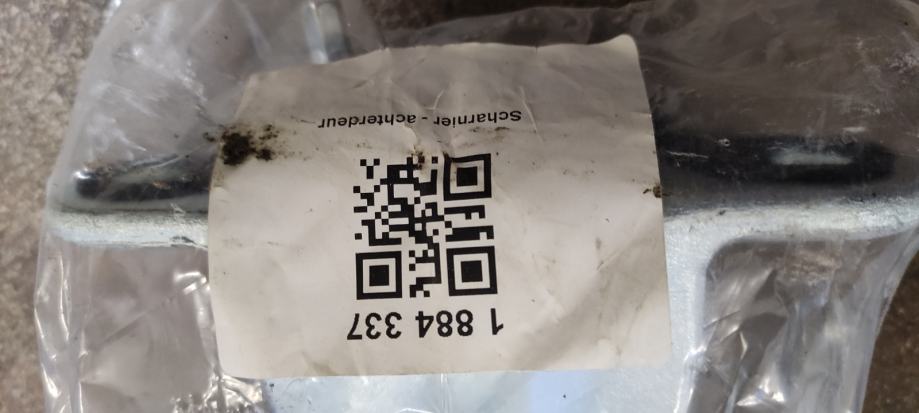 1 884 337
Scharnier - achterdeur